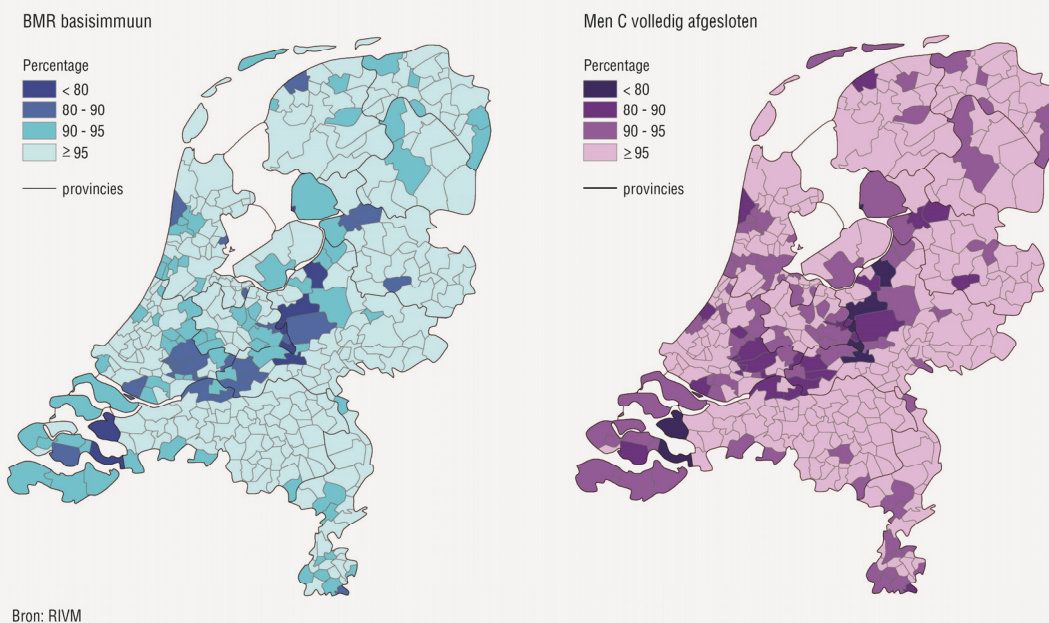 BMR basisimmuun
Percentage
< 80
80 - 90
90 - 95
≥ 95
provincies
Men C volledig afgesloten
Percentage
< 80
80 - 90
90 - 95
≥ 95
provincies
Bron: RIVM